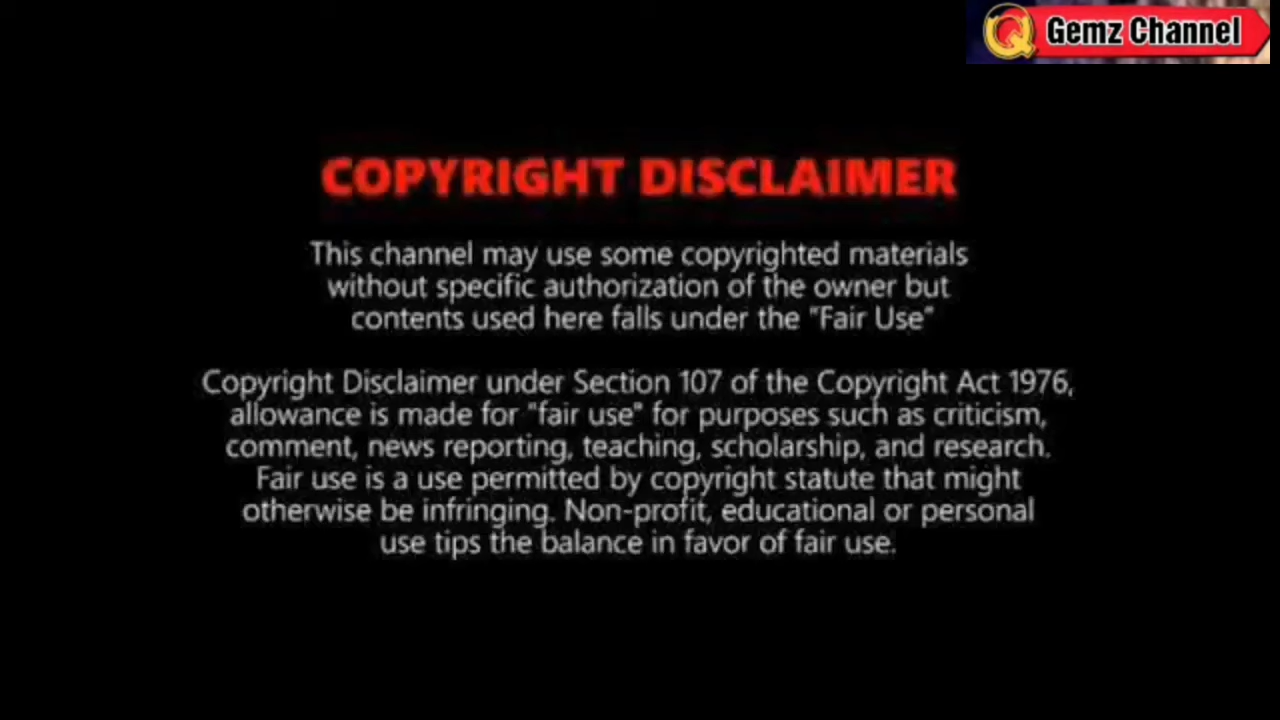 Gemz Channel
COPYRIGHT DISCLAIMER
This channel may use some copyrighted materials
without specific authorization of the owner but
contents used here falls under the "Fair Use"
Copyright Disclaimer under Section 107 of the Copyright Act 1976,
allowance is made for "fair use" for purposes such as criticism,
comment, news reporting, teaching, scholarship, and research.
Fair use is a use permitted by copyright statute that might
otherwise be infringing. Non-profit, educational or personal
use tips the balance in favor of fair use.